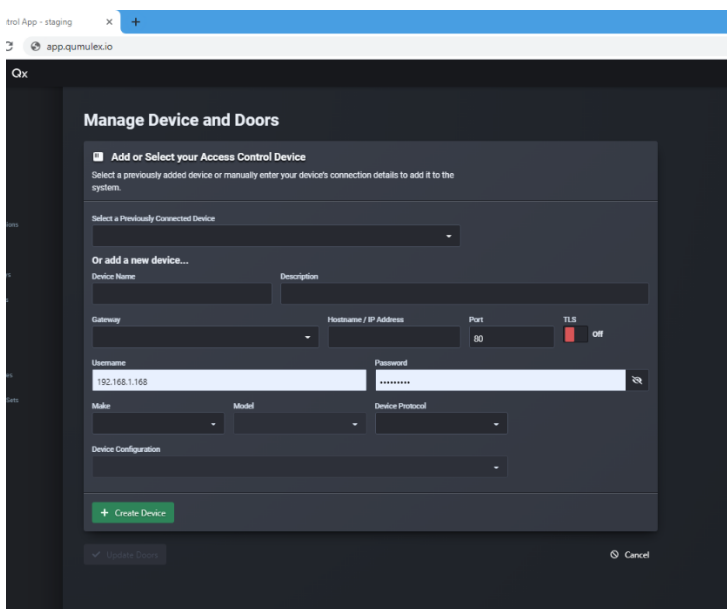 trol App - staging × +
app.qumulex.io
Qx
Manage Device and Doors
Add or Select your Access Control Device
Select a previously added device or manually enter your device's connection details to add it to the
system.
ions
Select a Previously Connected Device
Or add a new device...
Device Name Description
Gateway Hostname / IP Address Port TLS
80 Off
Username Password
192.168.1.168 •••••••••
es
Make Model Device Protocol
Sets
Device Configuration
+ Create Device
Update Doors Cancel